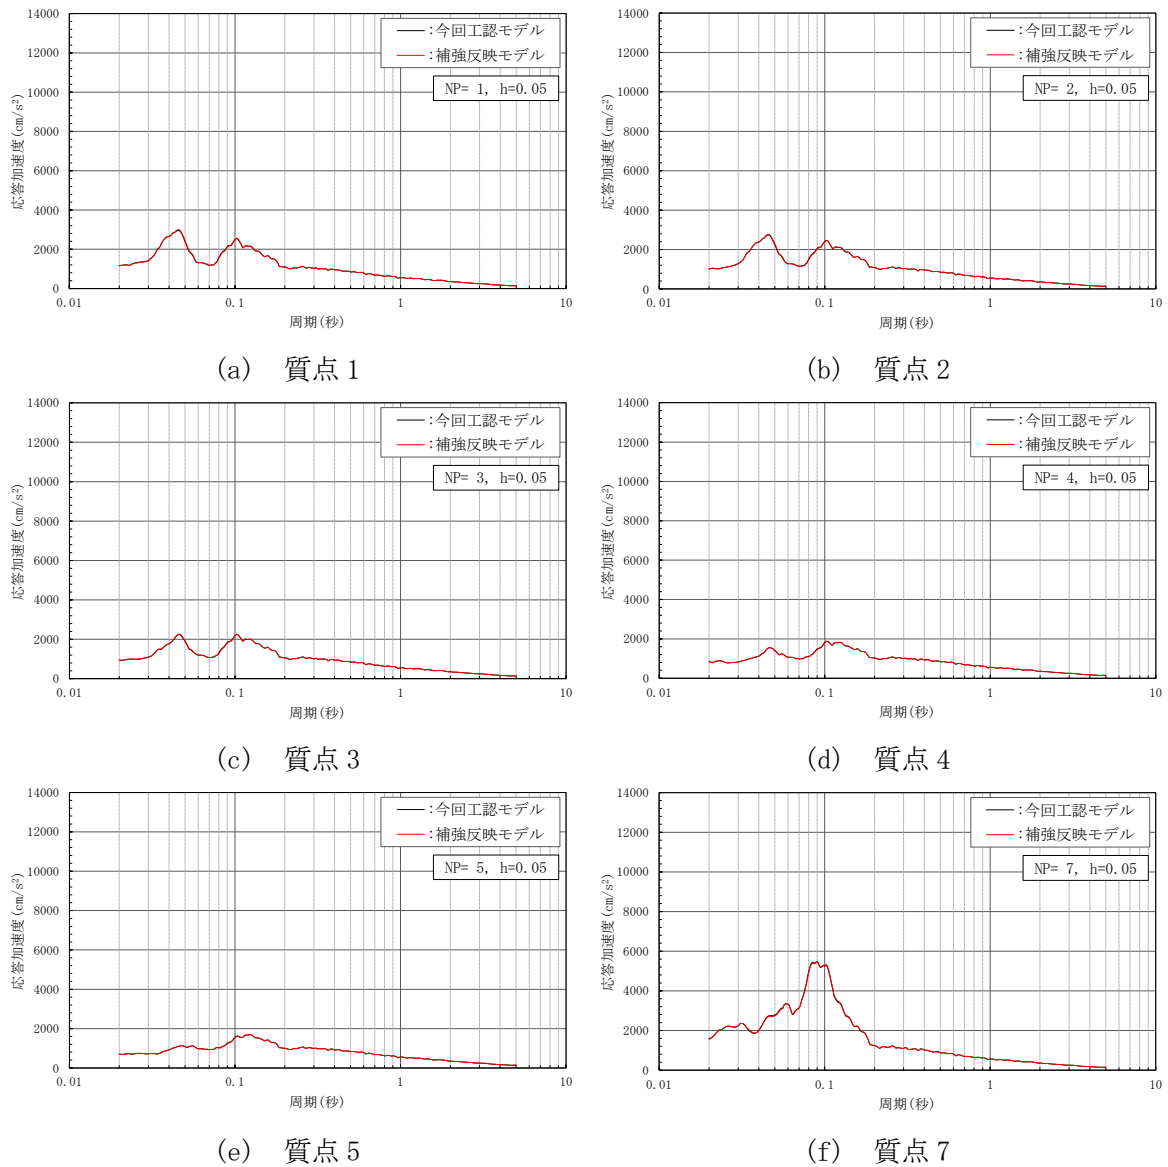 14000
12000
10000
8000
6000
4000
2000
0
応答加速度(cm/s²)
:今回工認モデル
:補強反映モデル
NP= 1, h=0.05
0.01 0.1 1 10
周期(秒)
(a) 質点 1
14000
12000
10000
8000
6000
4000
2000
0
応答加速度(cm/s²)
:今回工認モデル
:補強反映モデル
NP= 2, h=0.05
0.01 0.1 1 10
周期(秒)
(b) 質点 2
14000
12000
10000
8000
6000
4000
2000
0
応答加速度(cm/s²)
:今回工認モデル
:補強反映モデル
NP= 3, h=0.05
0.01 0.1 1 10
周期(秒)
(c) 質点 3
14000
12000
10000
8000
6000
4000
2000
0
応答加速度(cm/s²)
:今回工認モデル
:補強反映モデル
NP= 4, h=0.05
0.01 0.1 1 10
周期(秒)
(d) 質点 4
14000
12000
10000
8000
6000
4000
2000
0
応答加速度(cm/s²)
:今回工認モデル
:補強反映モデル
NP= 5, h=0.05
0.01 0.1 1 10
周期(秒)
(e) 質点 5
14000
12000
10000
8000
6000
4000
2000
0
応答加速度(cm/s²)
:今回工認モデル
:補強反映モデル
NP= 7, h=0.05
0.01 0.1 1 10
周期(秒)
(f) 質点 7